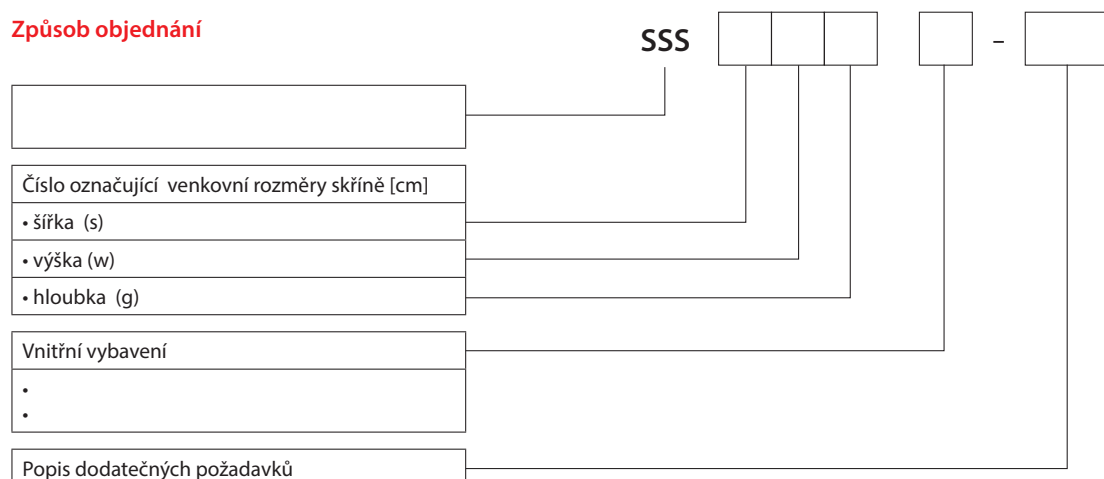 Způsob objednání
SSS –
Číslo označující venkovní rozměry skříně [cm]
• šířka (s)
• výška (w)
• hloubka (g)
Vnitřní vybavení
•
•
Popis dodatečných požadavků